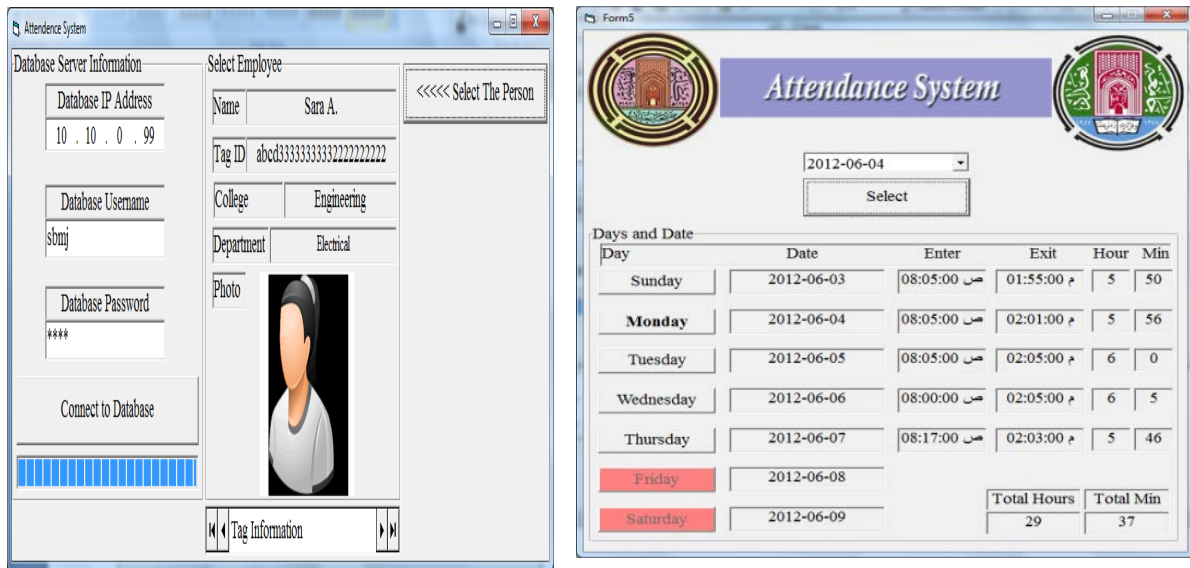 Attendence System
Database Server Information
Database IP Address
10 . 10 . 0 . 99
Database Username
sbmj
Database Password
****
Connect to Database
Select Employee
Name Sara A.
Tag ID abcd33333333332222222222
College Engineering
Department Electrical
Photo
Tag Information
<<<<< Select The Person
Form5
Attendance System
2012-06-04
Select
Days and Date
Day Date Enter Exit Hour Min
Sunday 2012-06-03 08:05:00 ص 01:55:00 م 5 50
Monday 2012-06-04 08:05:00 ص 02:01:00 م 5 56
Tuesday 2012-06-05 08:05:00 ص 02:05:00 م 6 0
Wednesday 2012-06-06 08:00:00 ص 02:05:00 م 6 5
Thursday 2012-06-07 08:17:00 ص 02:03:00 م 5 46
Friday 2012-06-08
Saturday 2012-06-09
Total Hours Total Min
29 37